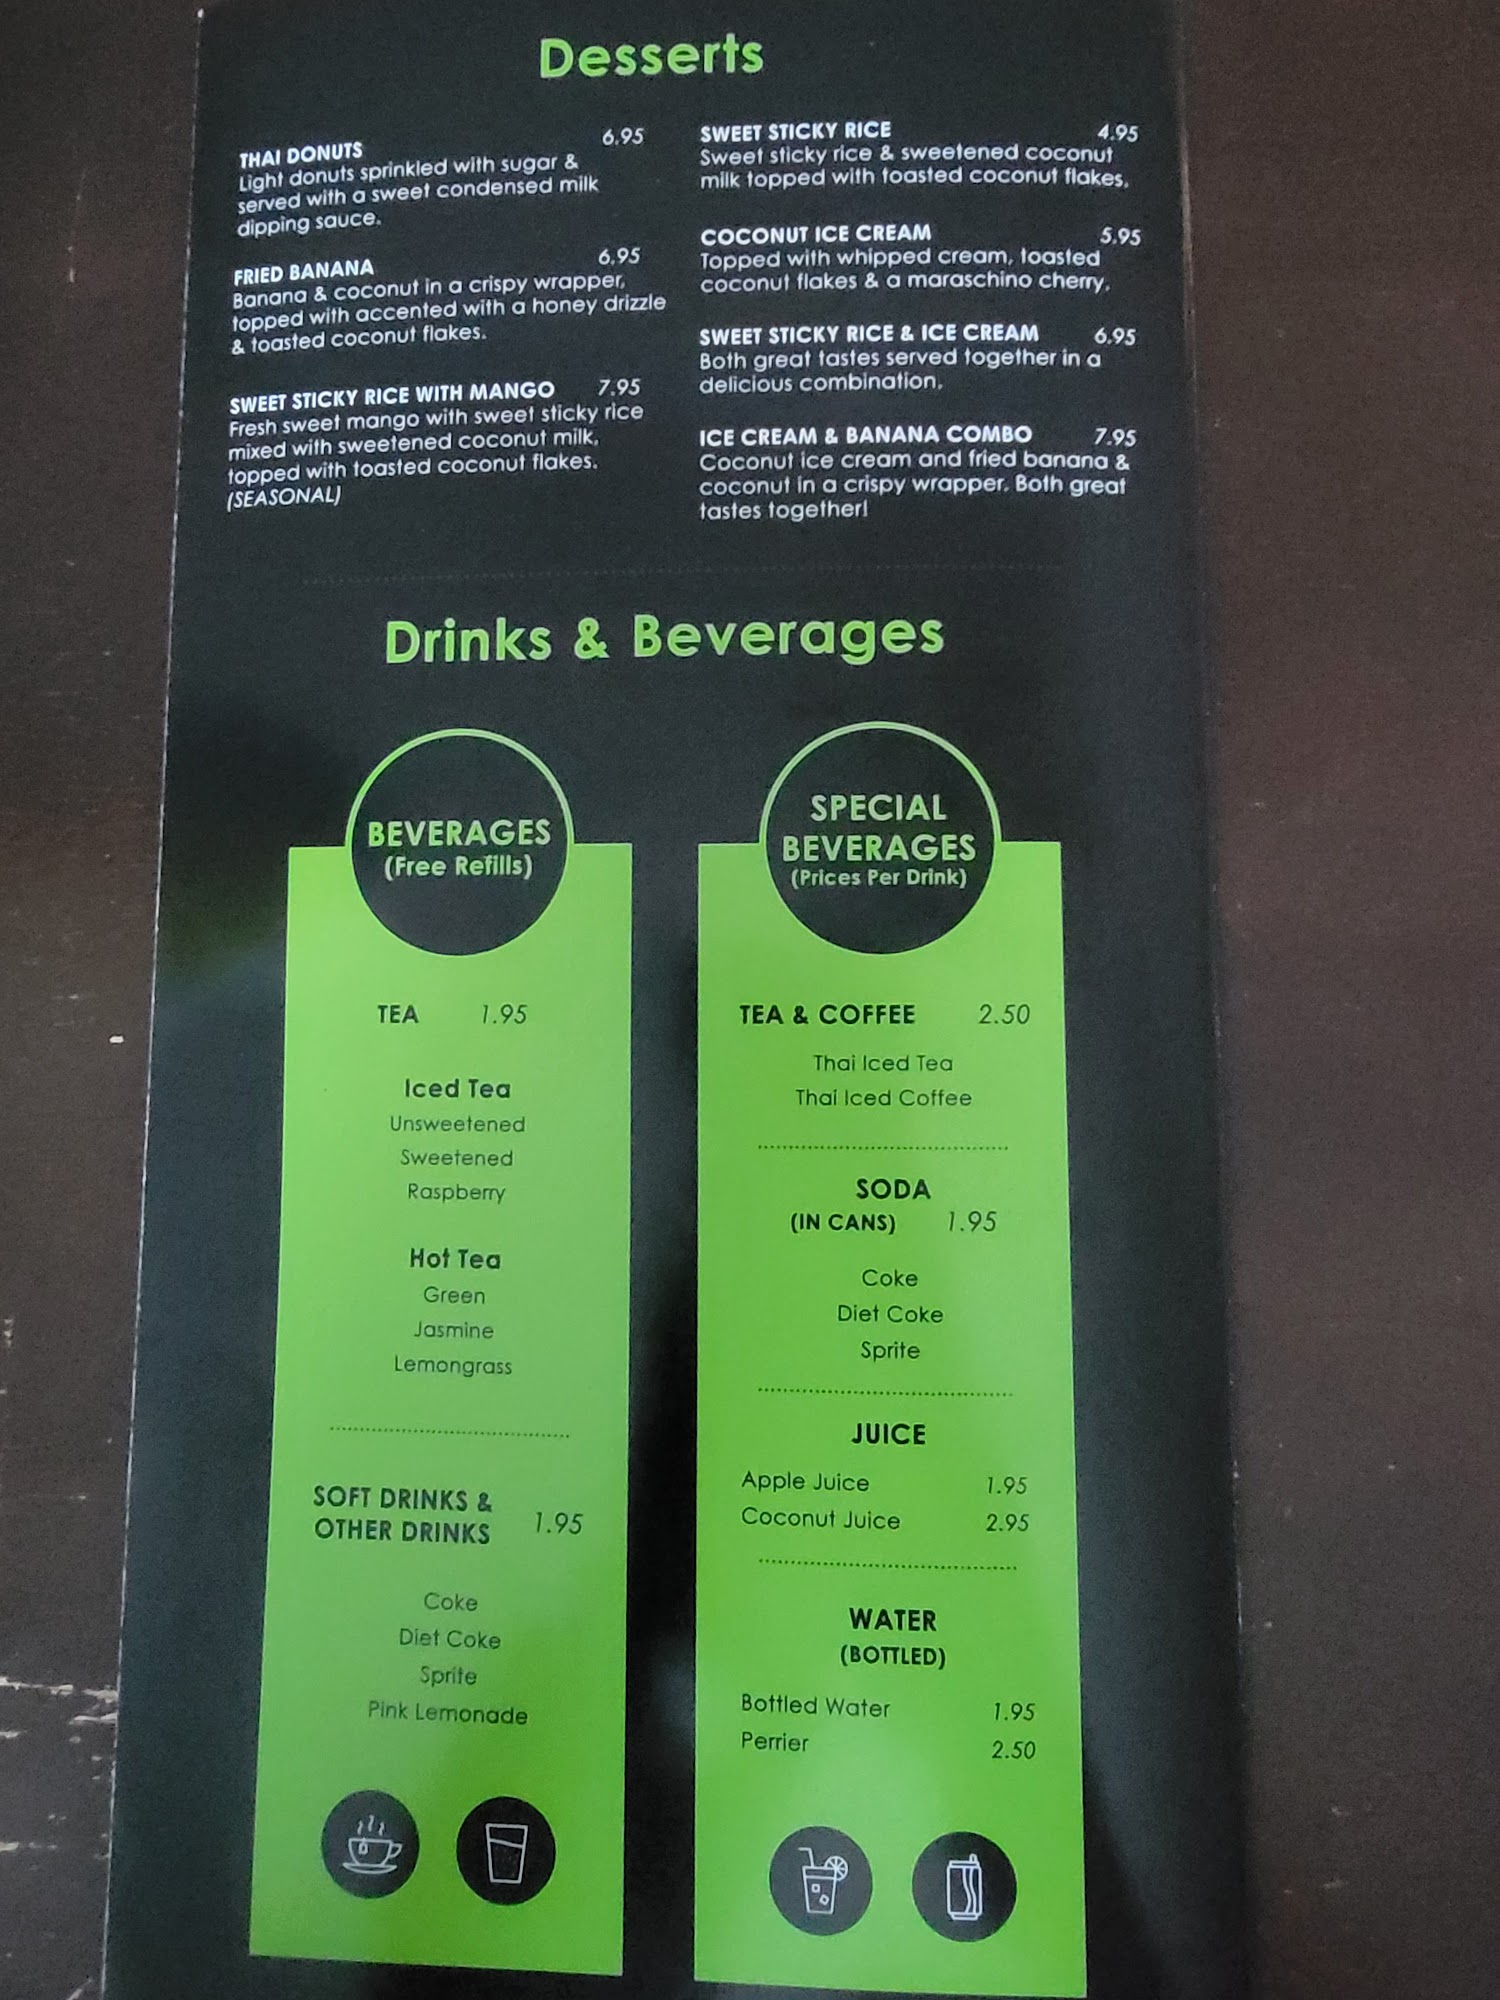 Desserts
THAI DONUTS 6.95
Light donuts sprinkled with sugar &
served with a sweet condensed milk
dipping sauce.
FRIED BANANA 6.95
Banana & coconut in a crispy wrapper,
topped with accented with a honey drizzle
& toasted coconut flakes.
SWEET STICKY RICE WITH MANGO 7.95
Fresh sweet mango with sweet sticky rice
mixed with sweetened coconut milk,
topped with toasted coconut flakes.
(SEASONAL)
SWEET STICKY RICE 4.95
Sweet sticky rice & sweetened coconut
milk topped with toasted coconut flakes.
COCONUT ICE CREAM 5.95
Topped with whipped cream, toasted
coconut flakes & a maraschino cherry.
SWEET STICKY RICE & ICE CREAM 6.95
Both great tastes served together in a
delicious combination.
ICE CREAM & BANANA COMBO 7.95
Coconut ice cream and fried banana &
coconut in a crispy wrapper. Both great
tastes together!
Drinks & Beverages
BEVERAGES
(Free Refills)
TEA 1.95
Iced Tea
Unsweetened
Sweetened
Raspberry
Hot Tea
Green
Jasmine
Lemongrass
SOFT DRINKS &
OTHER DRINKS 1.95
Coke
Diet Coke
Sprite
Pink Lemonade
SPECIAL
BEVERAGES
(Prices Per Drink)
TEA & COFFEE 2.50
Thai Iced Tea
Thai Iced Coffee
SODA
(IN CANS) 1.95
Coke
Diet Coke
Sprite
JUICE
Apple Juice 1.95
Coconut Juice 2.95
WATER
(BOTTLED)
Bottled Water 1.95
Perrier 2.50